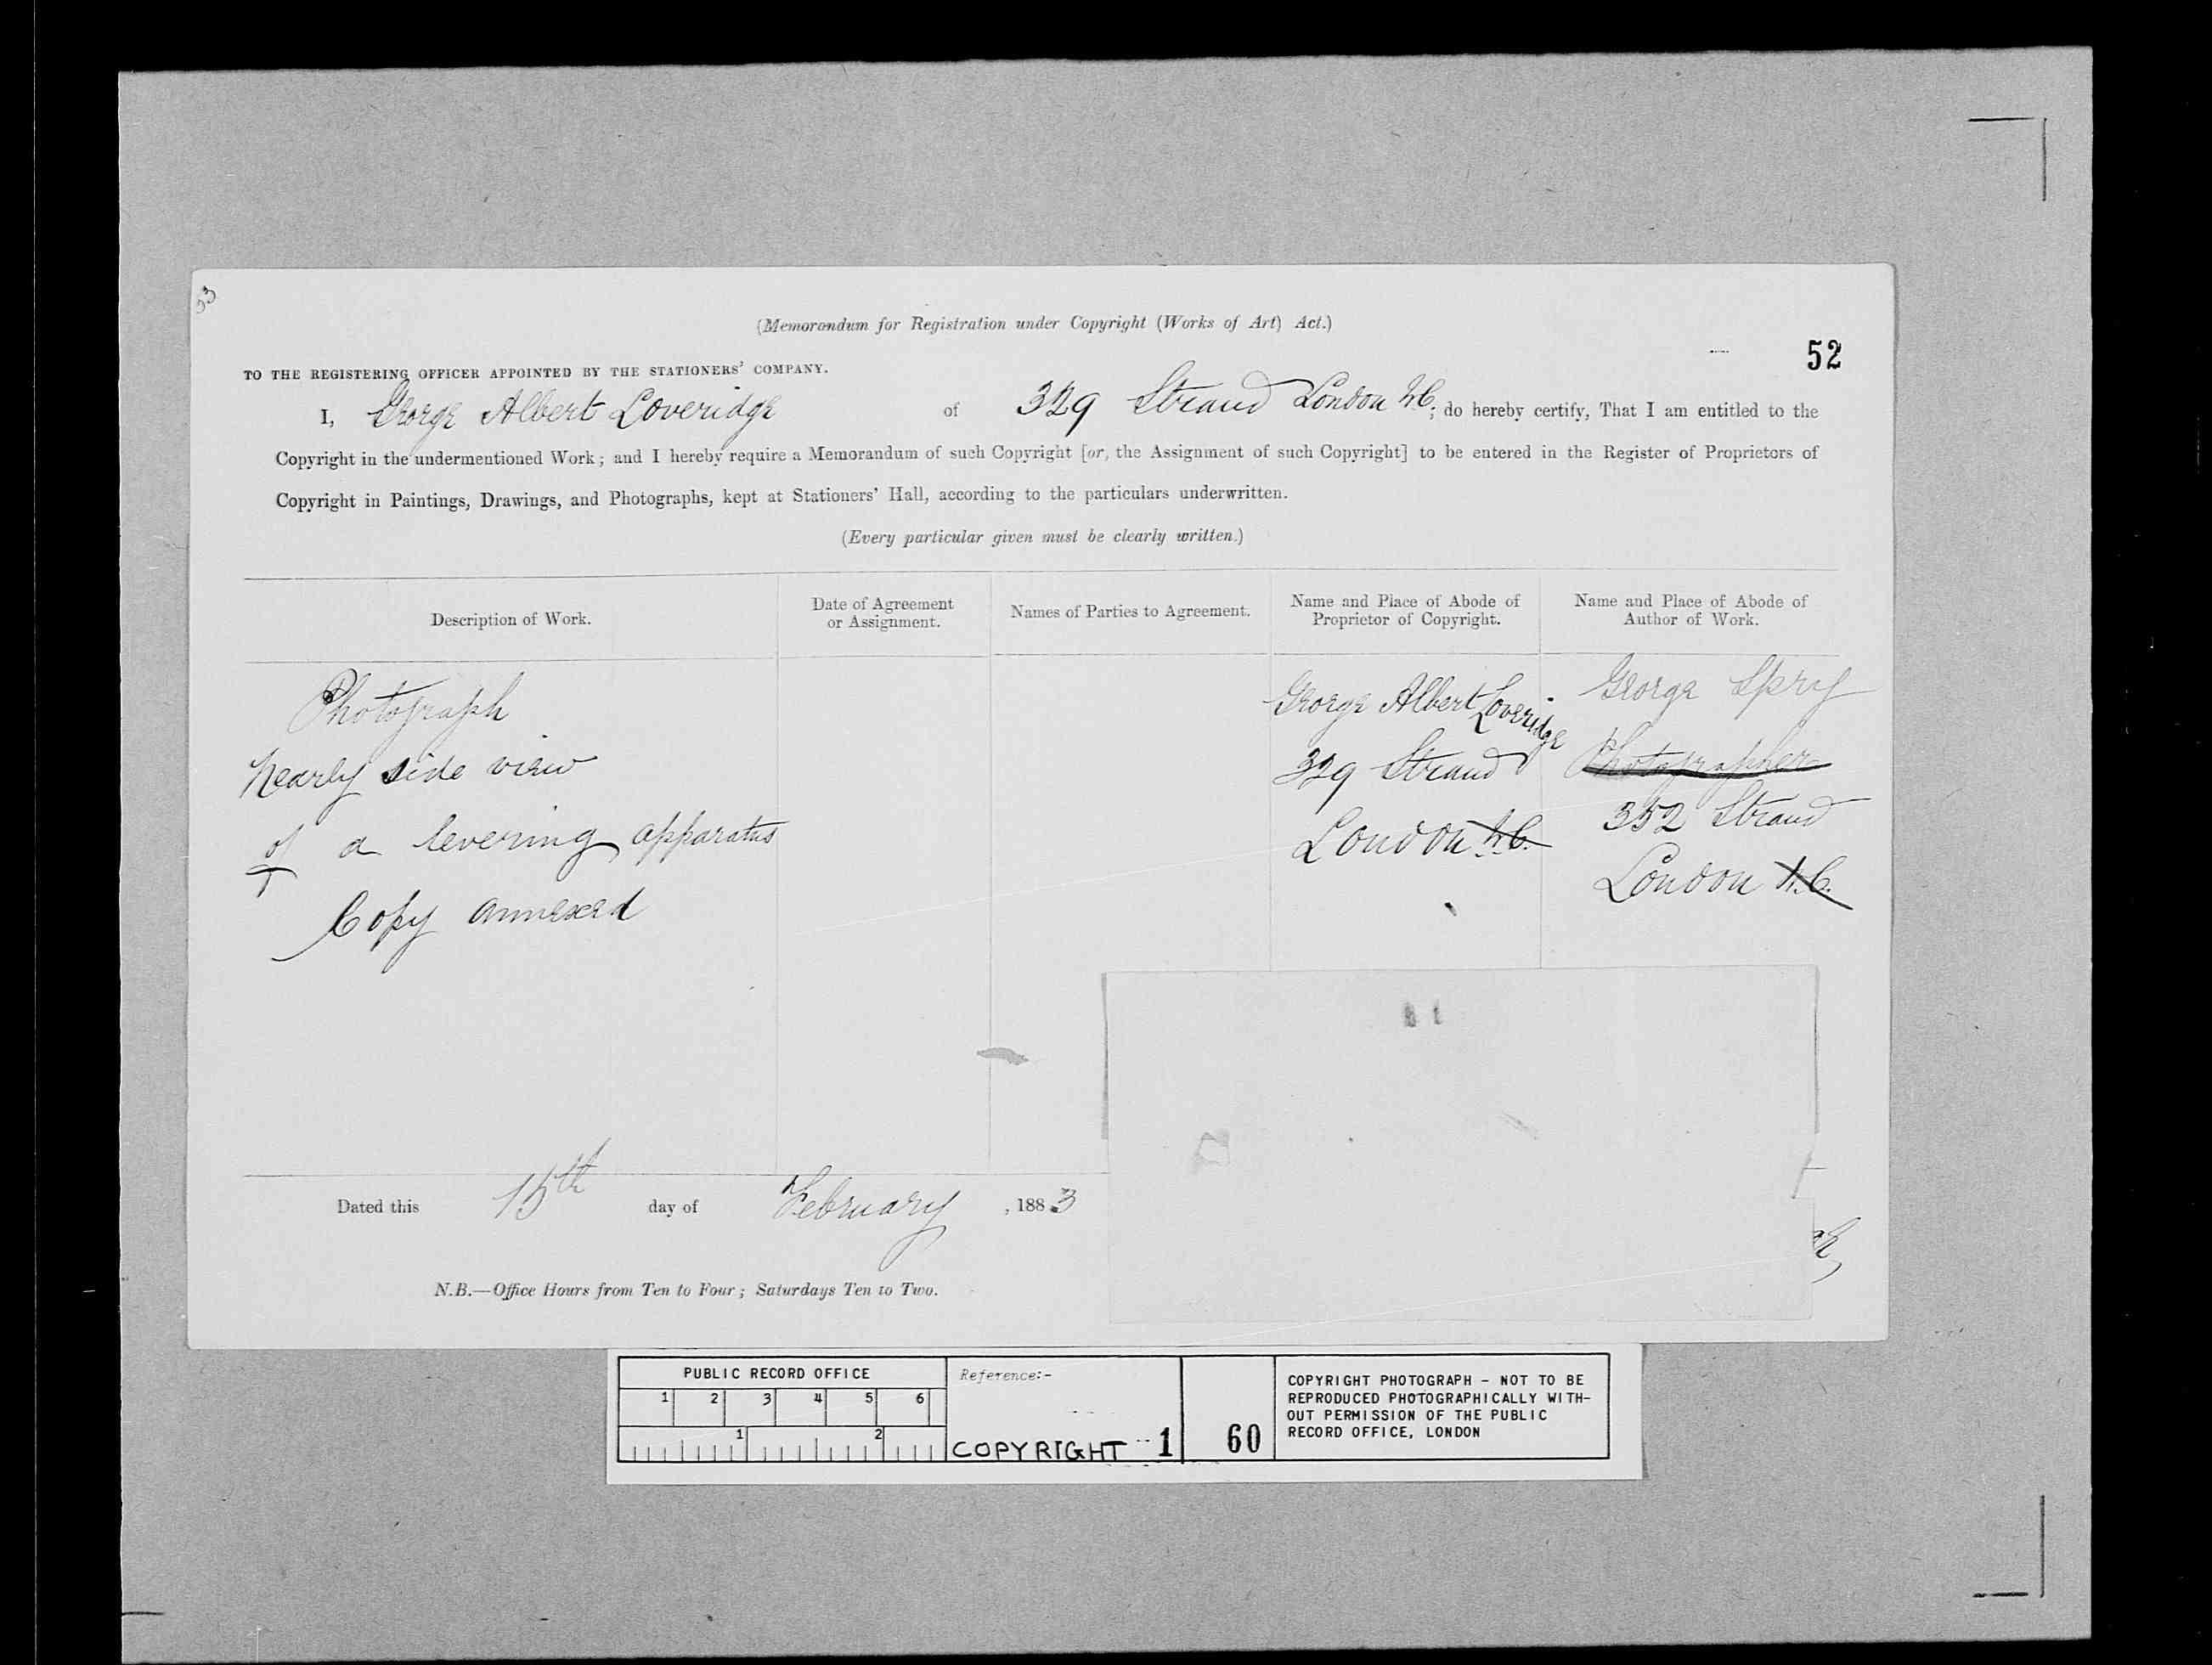 53
(Memorandum for Registration under Copyright (Works of Art) Act.)
52
TO THE REGISTERING OFFICER APPOINTED BY THE STATIONERS' COMPANY.
I, George Albert Loveridge of 329 Strand London W.C.; do hereby certify, That I am entitled to the
Copyright in the undermentioned Work; and I hereby require a Memorandum of such Copyright [or, the Assignment of such Copyright] to be entered in the Register of Proprietors of
Copyright in Paintings, Drawings, and Photographs, kept at Stationers' Hall, according to the particulars underwritten.
(Every particular given must be clearly written.)
Description of Work.
Date of Agreement
or Assignment.
Names of Parties to Agreement.
Name and Place of Abode of
Proprietor of Copyright.
Name and Place of Abode of
Author of Work.
Photograph
Nearly side view
of a levering apparatus
Copy annexed
George Albert Loveridge
329 Strand
London W.C.
George Spry
Photographer
352 Strand
London W.C.
Dated this 15th day of February, 1883
N.B.—Office Hours from Ten to Four; Saturdays Ten to Two.
PUBLIC RECORD OFFICE
1 2 3 4 5 6
1 2
Reference:-
COPYRIGHT 1
60
COPYRIGHT PHOTOGRAPH - NOT TO BE
REPRODUCED PHOTOGRAPHICALLY WITH-
OUT PERMISSION OF THE PUBLIC
RECORD OFFICE, LONDON